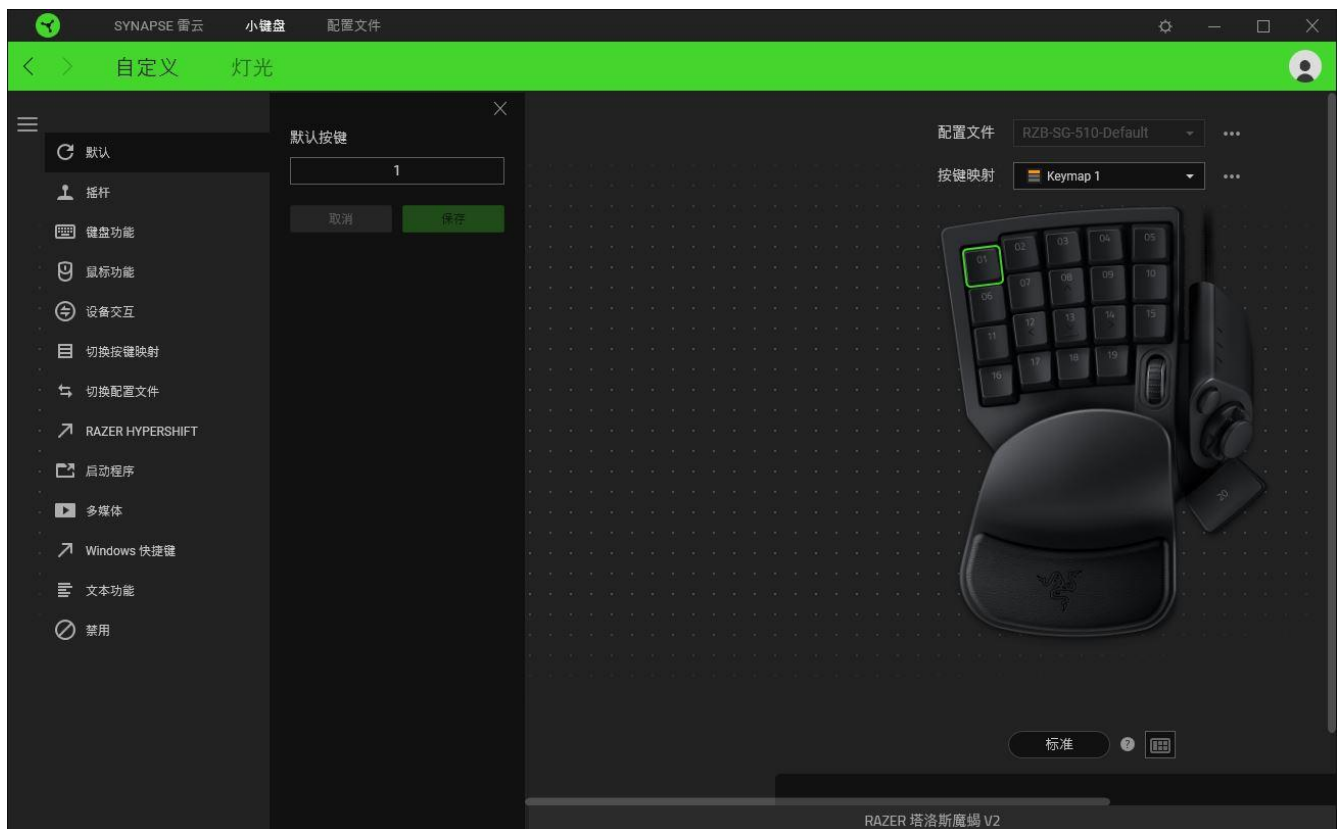 SYNAPSE 雷云 小键盘 配置文件
自定义 灯光
默认
摇杆
键盘功能
鼠标功能
设备交互
切换按键映射
切换配置文件
RAZER HYPERSHIFT
启动程序
多媒体
Windows 快捷键
文本功能
禁用
默认按键
1
取消 保存
配置文件 RZB-SG-510-Default
按键映射 Keymap 1
01 02 03 04 05
06 07 08 09 10
11 12 13 14 15
16 17 18 19
20
标准 ?
RAZER 塔洛斯魔蝎 V2